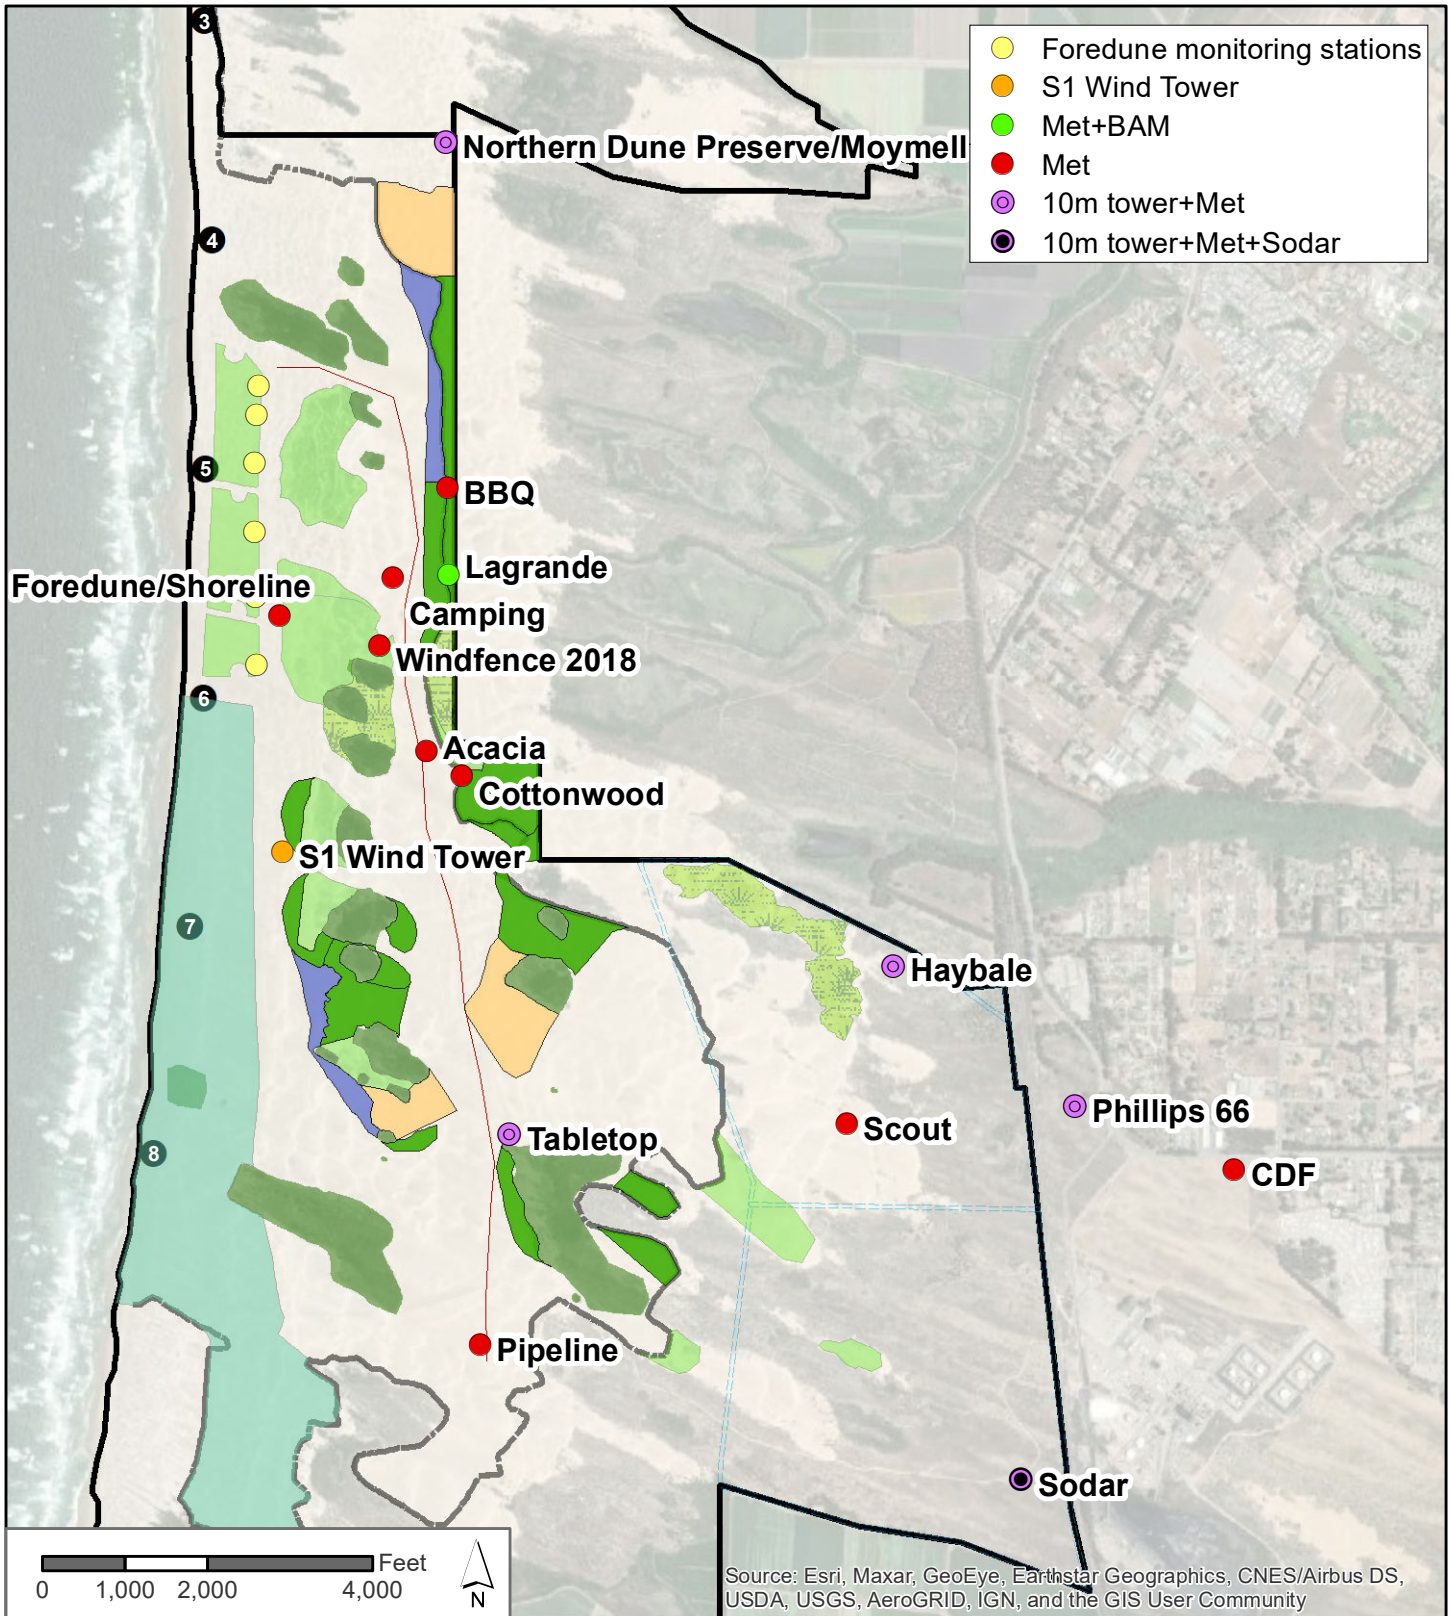 3
Foredune monitoring stations
S1 Wind Tower
Met+BAM
Met
10m tower+Met
10m tower+Met+Sodar
Northern Dune Preserve/Moymell
4
5
BBQ
Lagrande
Foredune/Shoreline
Camping
Windfence 2018
6
Acacia
Cottonwood
S1 Wind Tower
7
Haybale
Phillips 66
Scout
Tabletop
8
CDF
Pipeline
Sodar
Feet
0 1,000 2,000 4,000
N
Source: Esri, Maxar, GeoEye, Earthstar Geographics, CNES/Airbus DS,
USDA, USGS, AeroGRID, IGN, and the GIS User Community